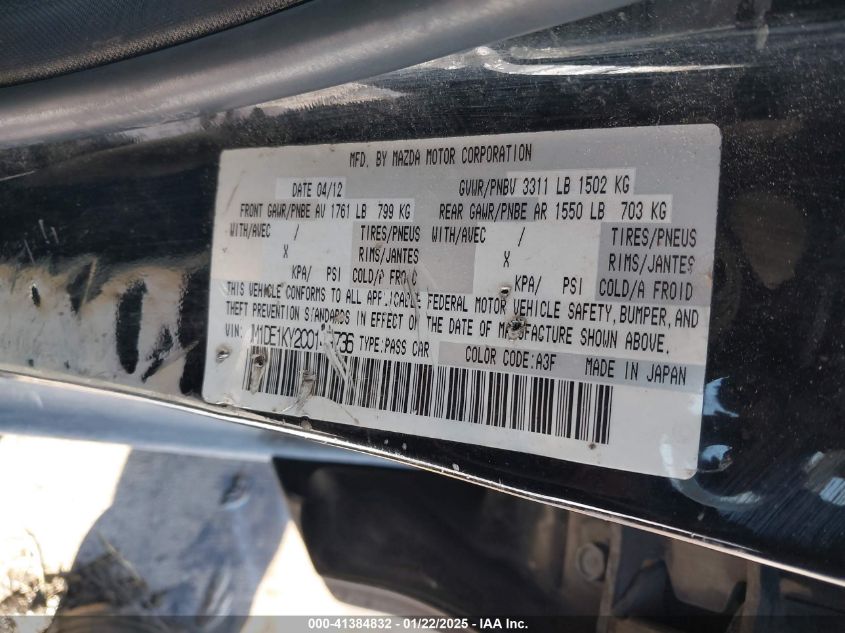 MFD. BY MAZDA MOTOR CORPORATION
DATE 04/12 GVWR/PNBV 3311 LB 1502 KG
FRONT GAWR/PNBE AV 1761 LB 799 KG REAR GAWR/PNBE AR 1550 LB 703 KG
WITH/AVEC / TIRES/PNEUS WITH/AVEC / TIRES/PNEUS
X RIMS/JANTES X RIMS/JANTES
KPA/ PSI COLD/A FROID KPA/ PSI COLD/A FROID
THIS VEHICLE CONFORMS TO ALL APPLICABLE FEDERAL MOTOR VEHICLE SAFETY, BUMPER, AND
THEFT PREVENTION STANDARDS IN EFFECT ON THE DATE OF MANUFACTURE SHOWN ABOVE.
VIN: TYPE:PASS CAR COLOR CODE:A3F MADE IN JAPAN
000-41384832 - 01/22/2025 - IAA Inc.